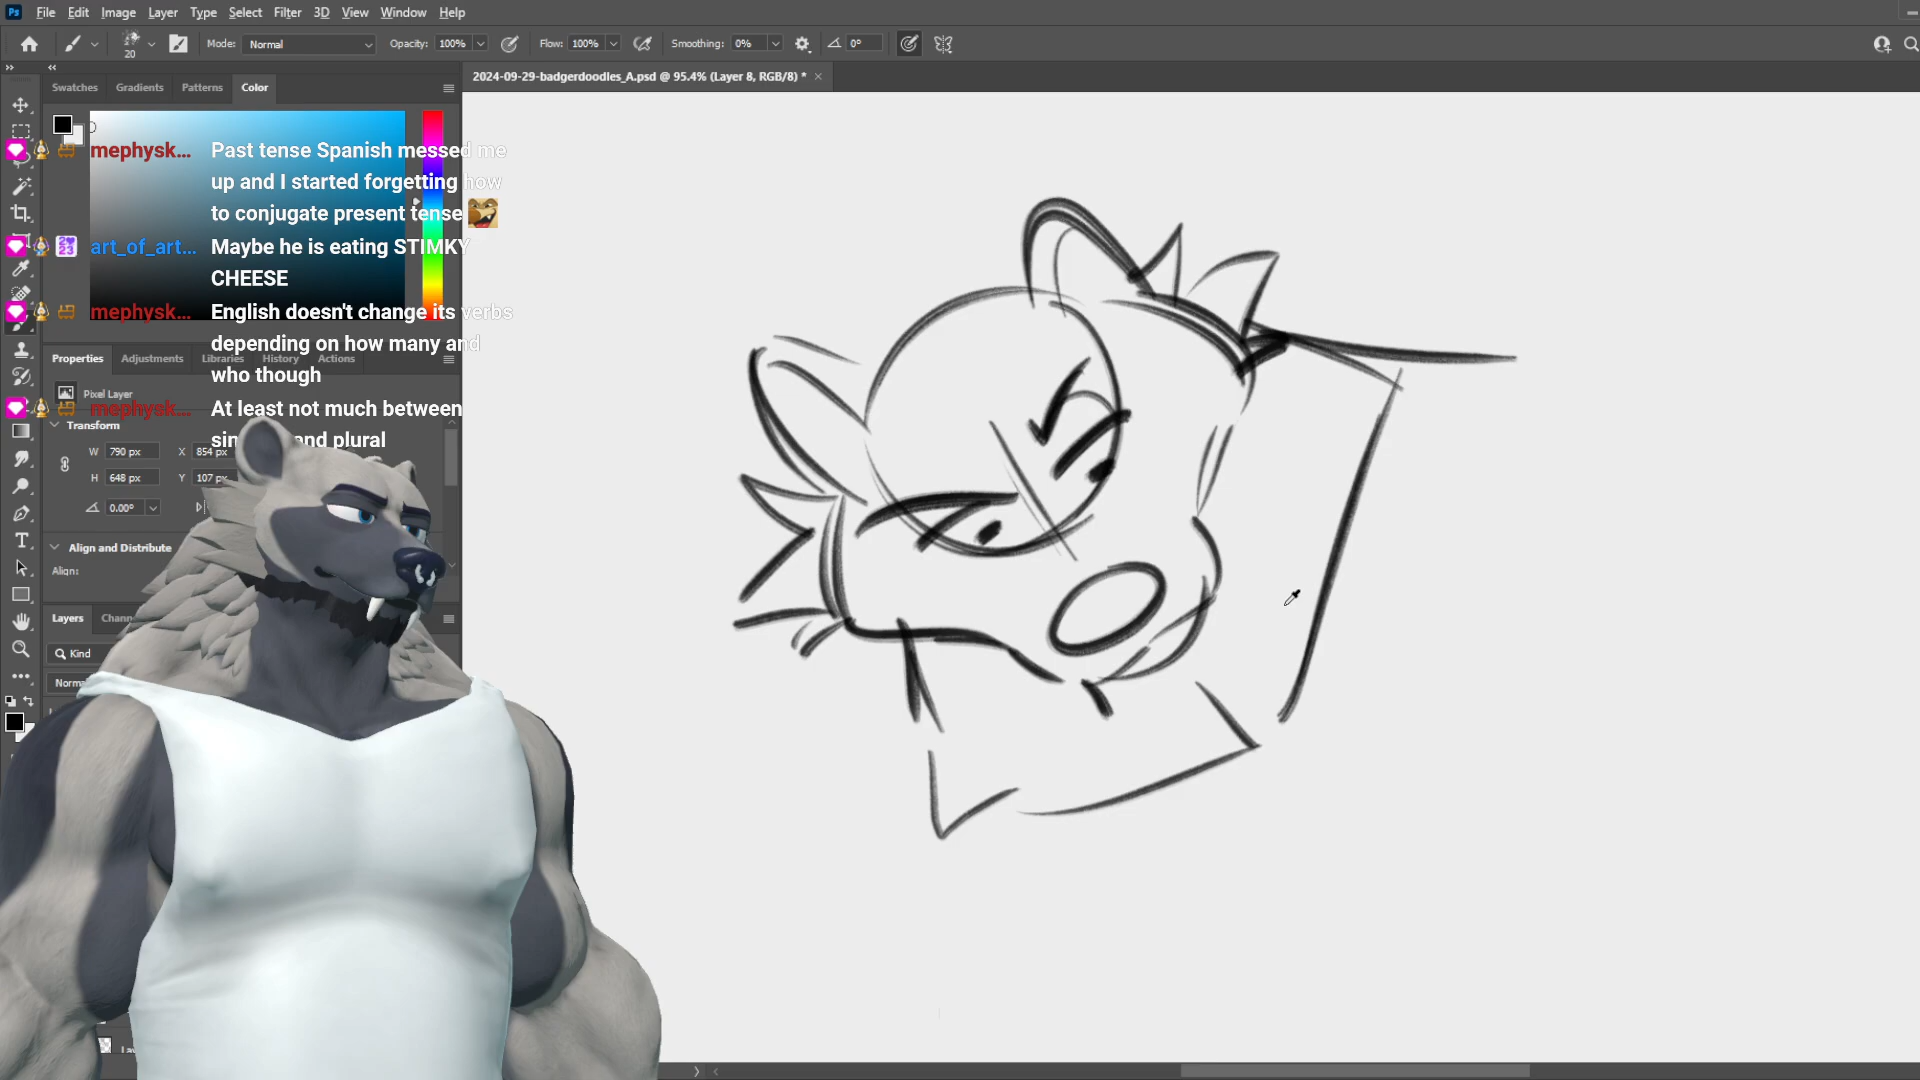 File Edit Image Layer Type Select Filter 3D View Window Help
20 Mode: Normal Opacity: 100% Flow: 100% Smoothing: 0% 0°
2024-09-29-badgerdoodles_A.psd @ 95.4% (Layer 8, RGB/8) *
Swatches Gradients Patterns Color
mephysk... Past tense Spanish messed me
up and I started forgetting how
to conjugate present tense
art_of_art... Maybe he is eating STIMKY
CHEESE
mephysk... English doesn't change its verbs
depending on how many and
who though
mephysk... At least not much between
and plural
Properties Adjustments Libraries History Actions
Pixel Layer
Transform
W 790 px X 854 px
H 648 px Y 107 px
0.00°
Align and Distribute
Align:
Layers
Kind